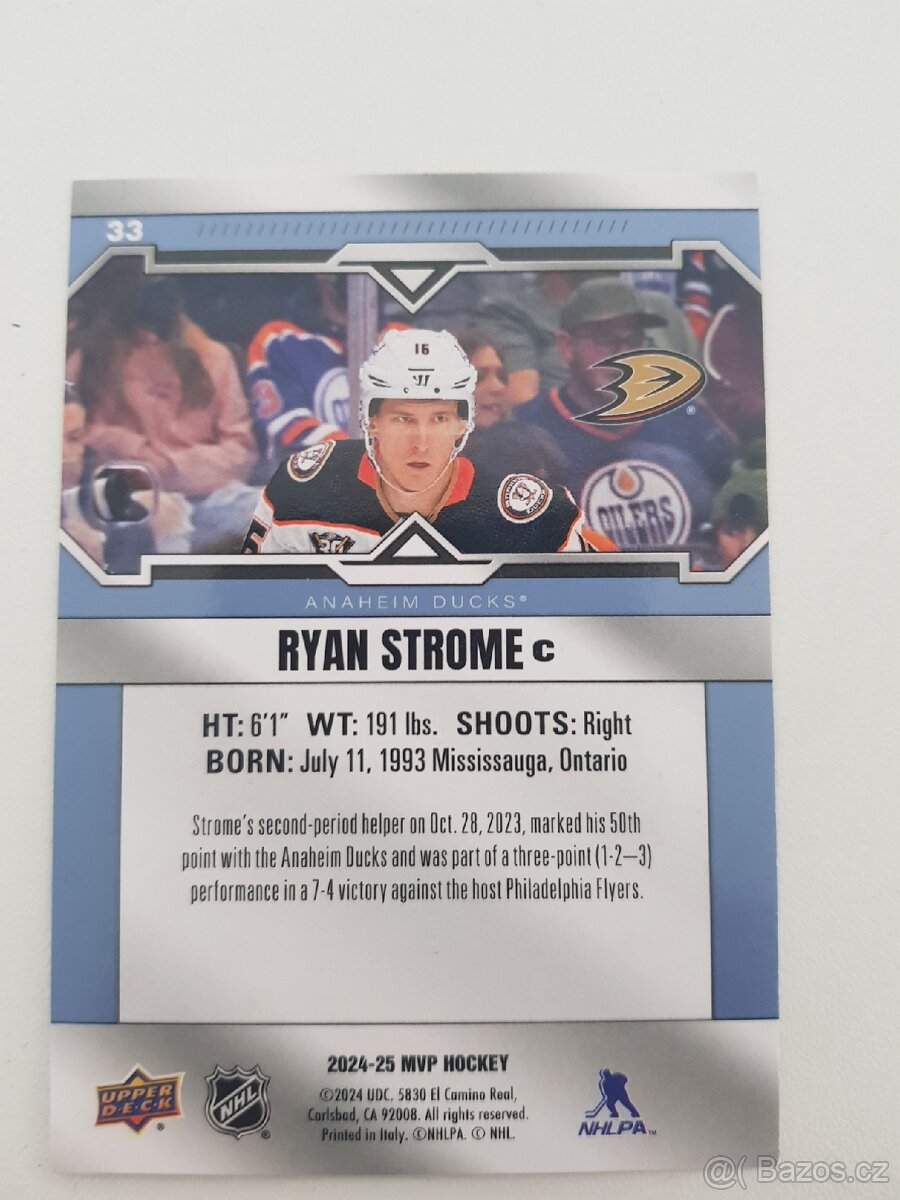 33
16
OILERS
ANAHEIM DUCKS®
RYAN STROME C
HT: 6'1" WT: 191 lbs. SHOOTS: Right
BORN: July 11, 1993 Mississauga, Ontario
Strome's second-period helper on Oct. 28, 2023, marked his 50th
point with the Anaheim Ducks and was part of a three-point (1-2—3)
performance in a 7-4 victory against the host Philadelphia Flyers.
2024-25 MVP HOCKEY
©2024 UDC. 5830 El Camino Real,
Carlsbad, CA 92008. All rights reserved.
Printed in Italy. ©NHLPA. © NHL.
UPPER
D·E·C·K
®
NHL
®
NHLPA™
@( Bazos.cz